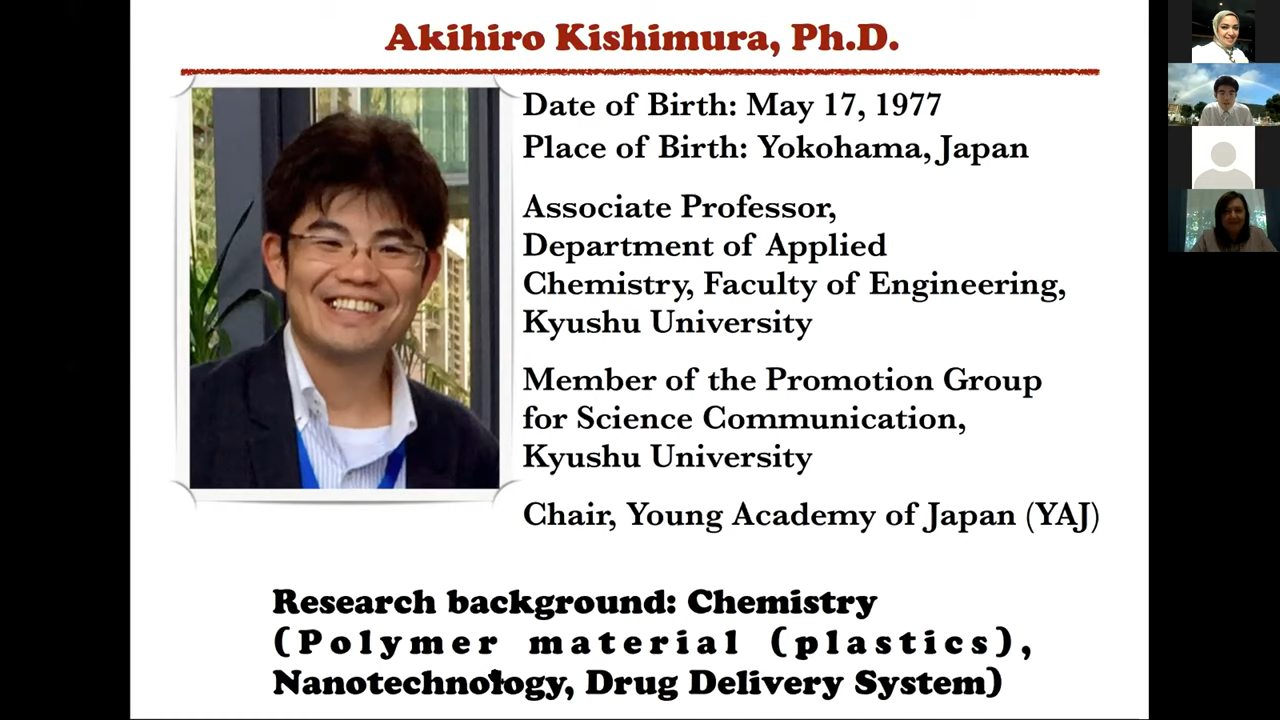 Akihiro Kishimura, Ph.D.
Date of Birth: May 17, 1977
Place of Birth: Yokohama, Japan
Associate Professor,
Department of Applied
Chemistry, Faculty of Engineering,
Kyushu University
Member of the Promotion Group
for Science Communication,
Kyushu University
Chair, Young Academy of Japan (YAJ)
Research background: Chemistry
(Polymer material (plastics),
Nanotechnology, Drug Delivery System)